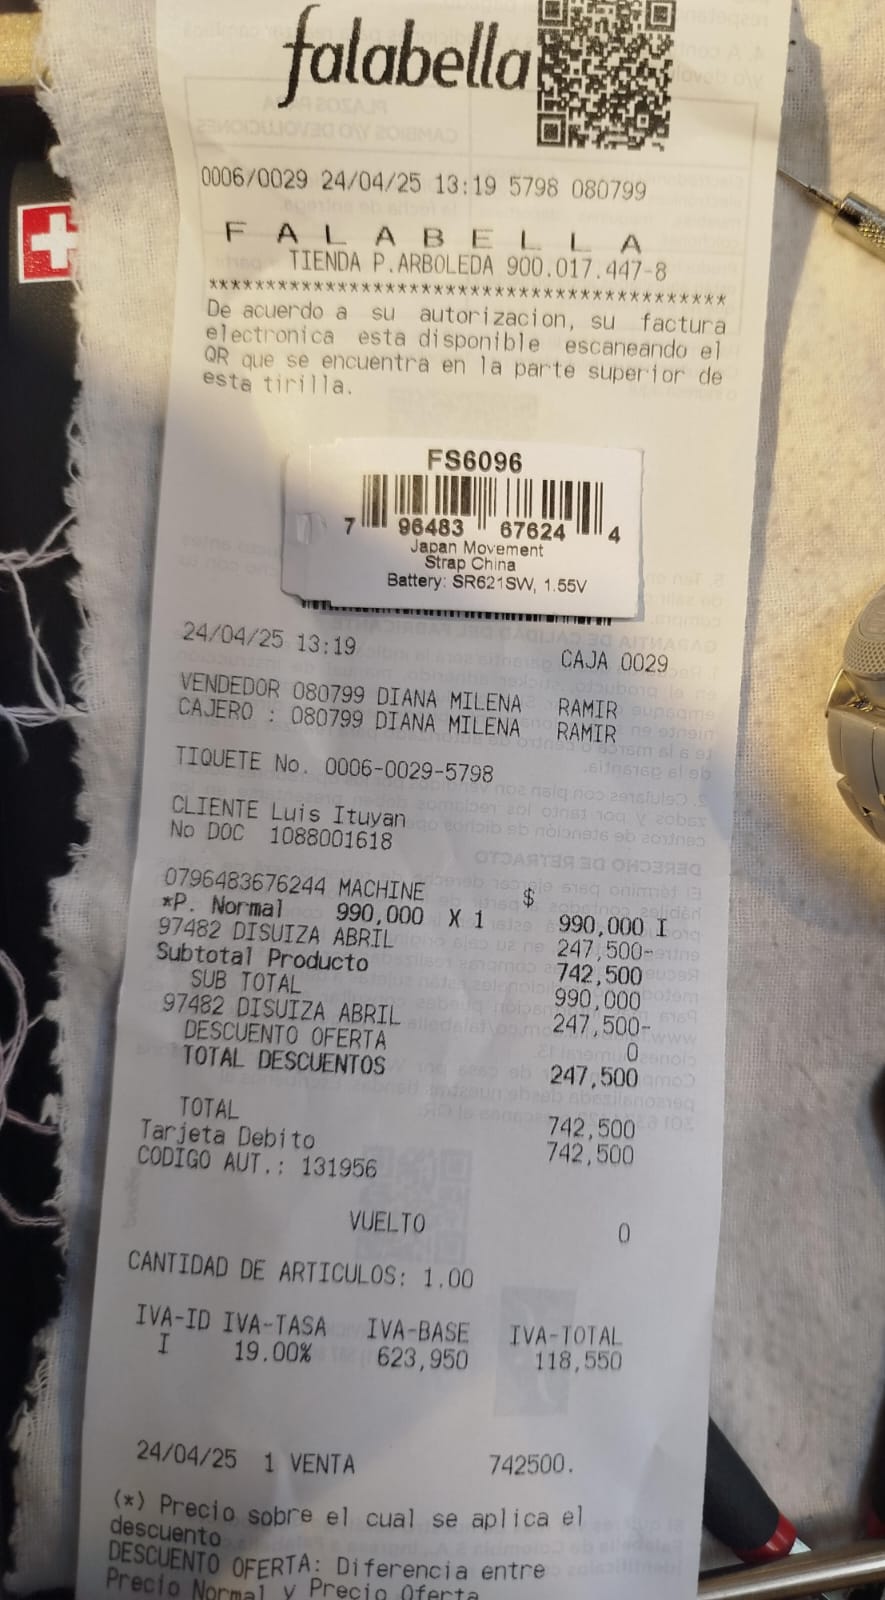 falabella
0006/0029 24/04/25 13:19 5798 080799
F A L A B E L L A
TIENDA P.ARBOLEDA 900.017.447-8
******************************************
De acuerdo a su autorizacion, su factura
electronica esta disponible escaneando el
QR que se encuentra en la parte superior de
esta tirilla.
FS6096
7 96483 67624 4
Japan Movement
Strap China
Battery: SR621SW, 1.55V
24/04/25 13:19 CAJA 0029
VENDEDOR 080799 DIANA MILENA RAMIR
CAJERO : 080799 DIANA MILENA RAMIR
TIQUETE No. 0006-0029-5798
CLIENTE Luis Ituyan
No DOC 1088001618
0796483676244 MACHINE $
*P. Normal 990,000 X 1 990,000 I
97482 DISUIZA ABRIL 247,500-
Subtotal Producto 742,500
SUB TOTAL 990,000
97482 DISUIZA ABRIL 247,500-
DESCUENTO OFERTA 0
TOTAL DESCUENTOS 247,500
TOTAL 742,500
Tarjeta Debito 742,500
CODIGO AUT.: 131956
VUELTO 0
CANTIDAD DE ARTICULOS: 1.00
IVA-ID IVA-TASA IVA-BASE IVA-TOTAL
I 19.00% 623,950 118,550
24/04/25 1 VENTA 742500.
(*) Precio sobre el cual se aplica el
descuento
DESCUENTO OFERTA: Diferencia entre
Precio Normal y Precio Oferta